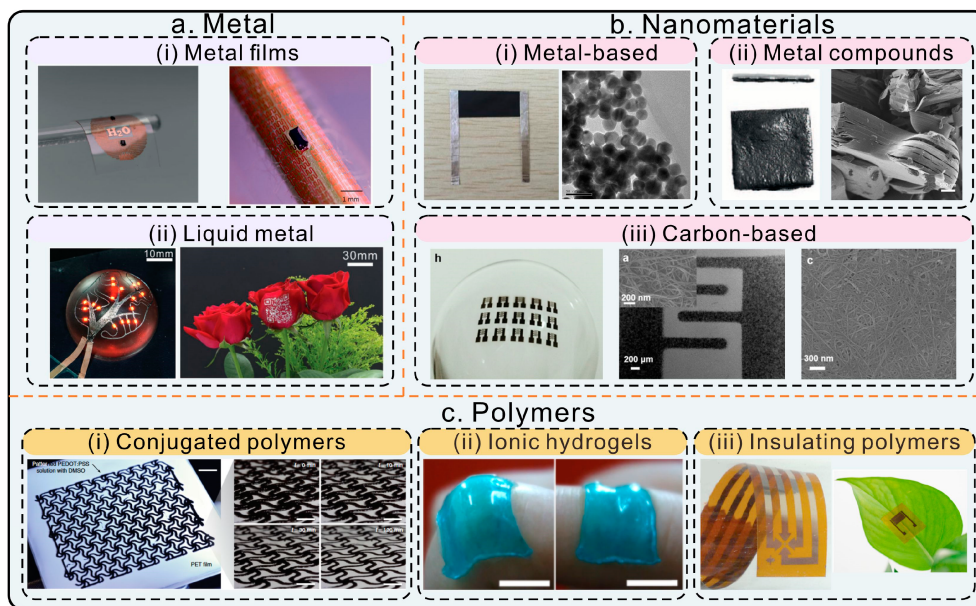 a. Metal
(i) Metal films
H₂O
1 mm
(ii) Liquid metal
10mm
30mm
b. Nanomaterials
(i) Metal-based
(ii) Metal compounds
(iii) Carbon-based
h
a
200 nm
200 μm
c
300 nm
c. Polymers
(i) Conjugated polymers
PEDOT:PSS
solution with DMSO
PET film
t= 0 min
(ii) Ionic hydrogels
(iii) Insulating polymers